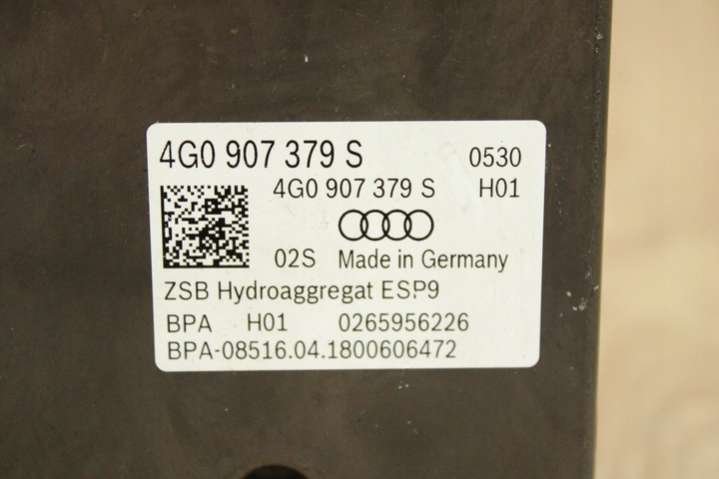 4G0 907 379 S 0530
4G0 907 379 S H01
02S Made in Germany
ZSB Hydroaggregat ESP9
BPA H01 0265956226
BPA-08516.04.1800606472